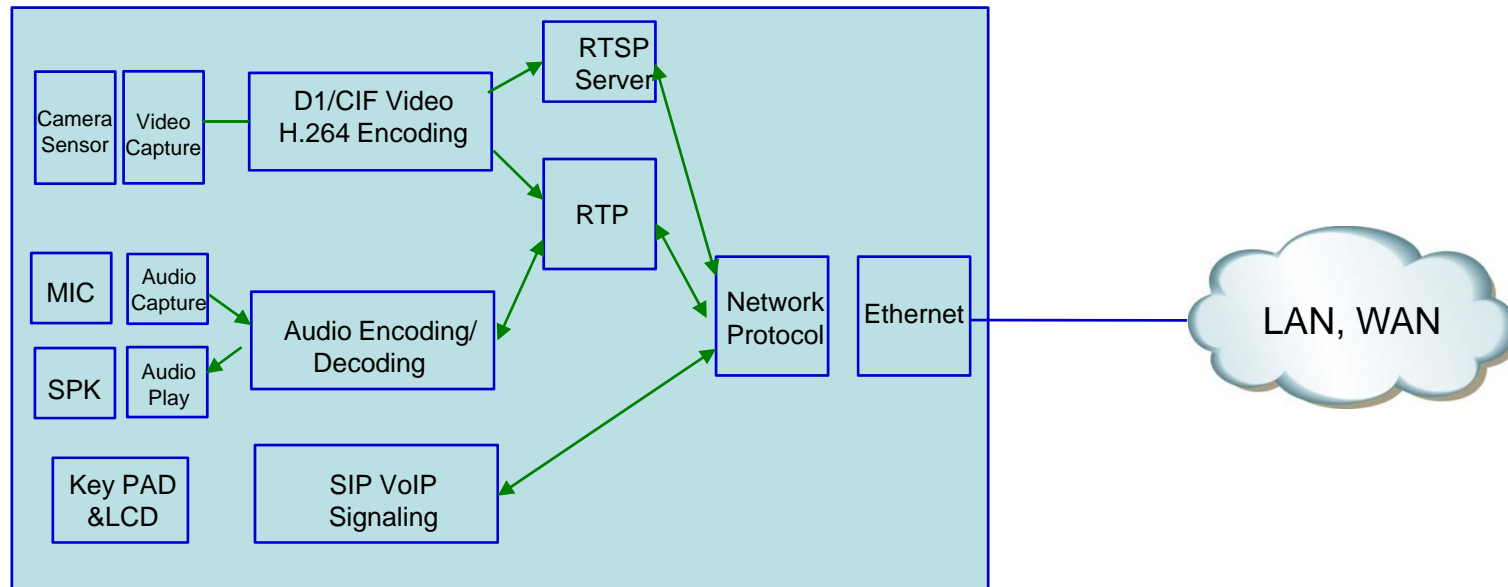 RTSP
Server
D1/CIF Video
H.264 Encoding
Camera
Sensor
Video
Capture
RTP
MIC
Audio
Capture
Audio Encoding/
Decoding
Network
Protocol
Ethernet
LAN, WAN
SPK
Audio
Play
Key PAD
&LCD
SIP VoIP
Signaling